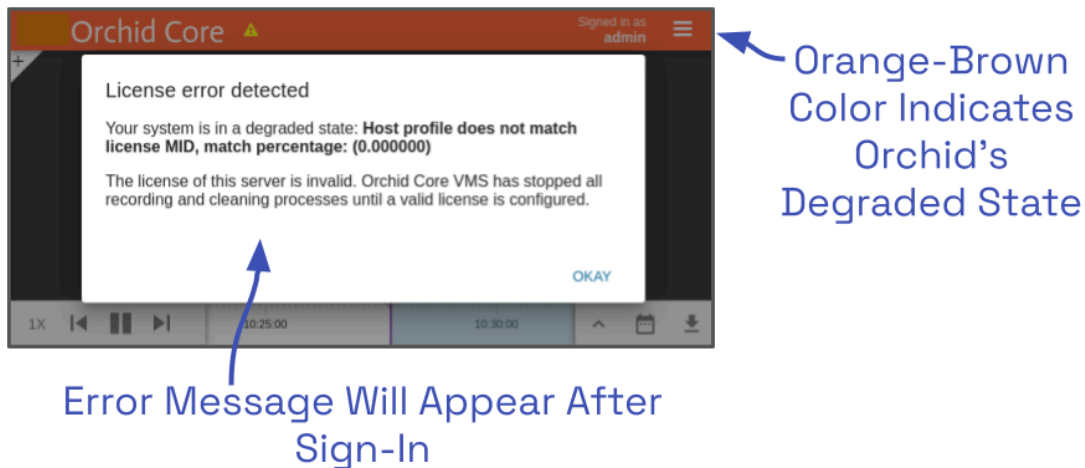 Orchid Core
Signed in as
admin
+
License error detected
Your system is in a degraded state: Host profile does not match
license MID, match percentage: (0.000000)
The license of this server is invalid. Orchid Core VMS has stopped all
recording and cleaning processes until a valid license is configured.
OKAY
1X
10:25:00
10:30:00
Orange-Brown
Color Indicates
Orchid's
Degraded State
Error Message Will Appear After
Sign-In